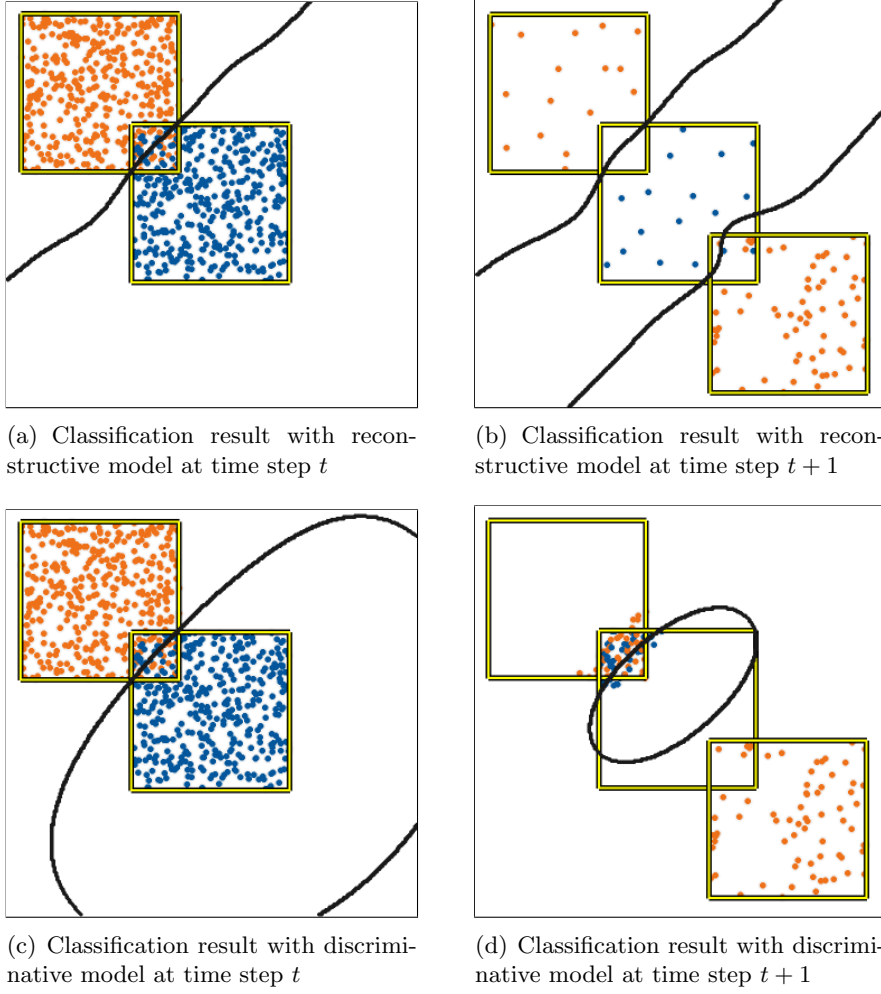 (a) Classification result with recon-
structive model at time step t
(b) Classification result with recon-
structive model at time step t + 1
(c) Classification result with discrimi-
native model at time step t
(d) Classification result with discrimi-
native model at time step t + 1